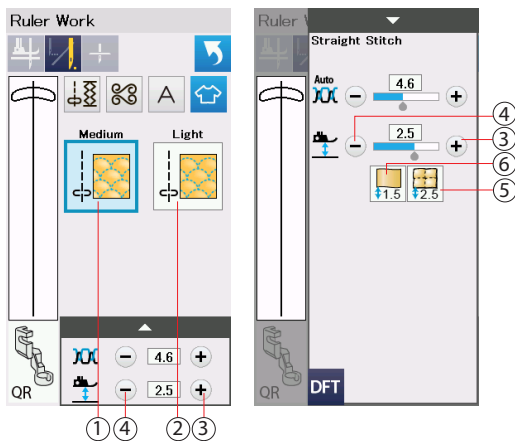 Ruler Work
A
Medium Light
4.6
2.5
QR
① ④ ② ③
Ruler
Straight Stitch
Auto
4.6
2.5
④
③
⑥
1.5 2.5
⑤
QR
DFT